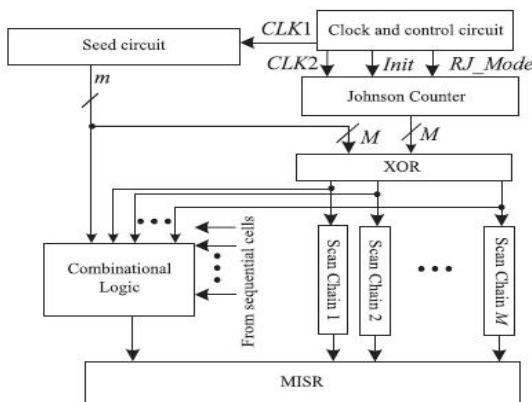 Clock and control circuit
CLK1
Seed circuit
CLK2 Init RJ_Mode
m
Johnson Counter
M M
XOR
Combinational
Logic
From sequential cells
Scan Chain 1
Scan Chain 2
Scan Chain M
MISR